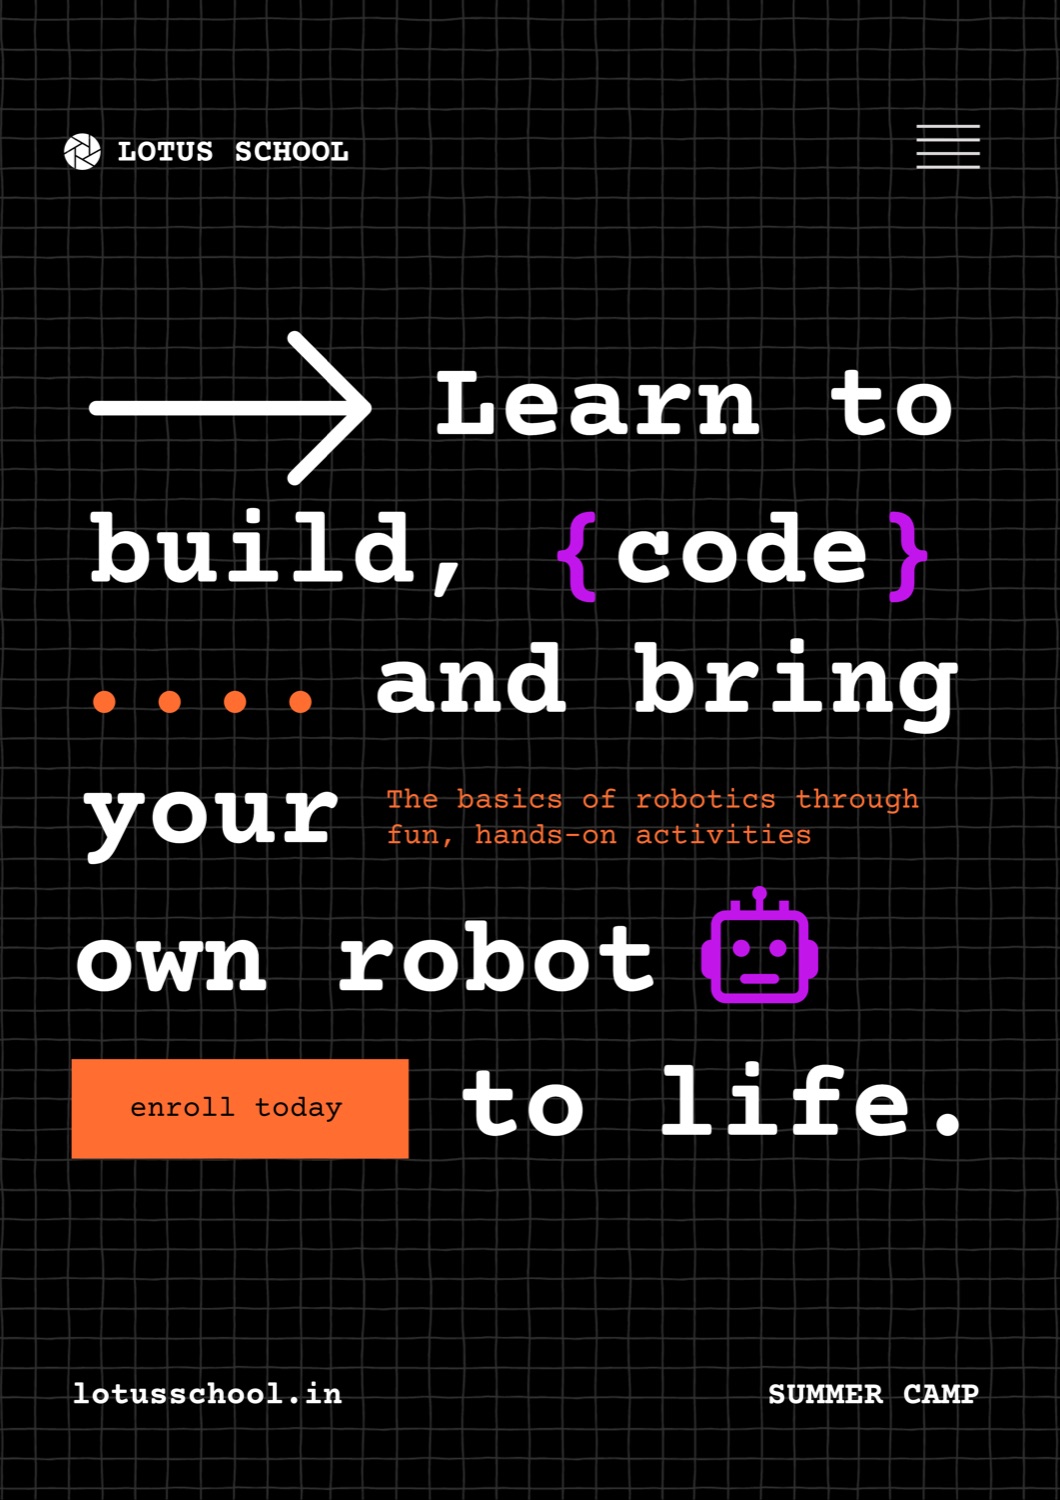 LOTUS SCHOOL
Learn to
build, {code}
.... and bring
your
The basics of robotics through
fun, hands-on activities
own robot
enroll today
to life.
lotusschool.in
SUMMER CAMP